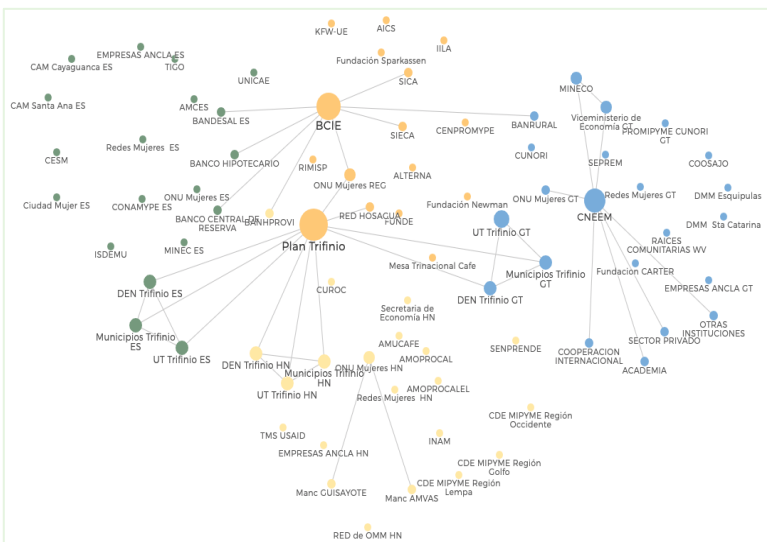 AICS
KFW-UE
IILA
EMPRESAS ANCLA ES
CAM Cayaguanca ES
TIGO
Fundación Sparkassen
UNICAE
SICA
MINECO
CAM Santa Ana ES
AMCES
BANDESAL ES
BCIE
BANRURAL
Viceministerio de
Economía GT
PROMIPYME CUNORI
GT
SIECA
CENPROMYPE
Redes Mujeres ES
CESM
BANCO HIPOTECARIO
RIMISP
CUNORI
SEPREM
COOSAJO
ALTERNA
ONU Mujeres REG
ONU Mujeres ES
ONU Mujeres GT
Redes Mujeres GT
DMM Esquipulas
Ciudad Mujer ES
CONAMYPE ES
Fundación Newman
BANCO CENTRAL DE
RESERVA
BANHPROVI
RED HOSAGUA
FUNDE
CNEEM
DMM Sta Catarina
UT Trifinio GT
Plan Trifinio
MINEC ES
ISDEMU
RAICES
COMUNITARIAS WV
Mesa Trinacional Cafe
Municipios Trifinio
GT
Fundacion CARTER
DEN Trifinio ES
CUROC
DEN Trifinio GT
EMPRESAS ANCLA GT
Secretaria de
Economía HN
Municipios Trifinio
ES
OTRAS
INSTITUCIONES
SECTOR PRIVADO
AMUCAFE
UT Trifinio ES
SENPRENDE
COOPERACION
INTERNACIONAL
AMOPROCAL
DEN Trifinio HN
ONU Mujeres HN
Municipios Trifinio
HN
ACADEMIA
UT Trifinio HN
AMOPROCALEL
Redes Mujeres HN
CDE MIPYME Región
Occidente
TMS USAID
INAM
EMPRESAS ANCLA HN
CDE MIPYME Región
Golfo
CDE MIPYME Región
Lempa
Manc GUISAYOTE
Manc AMVAS
RED de OMM HN